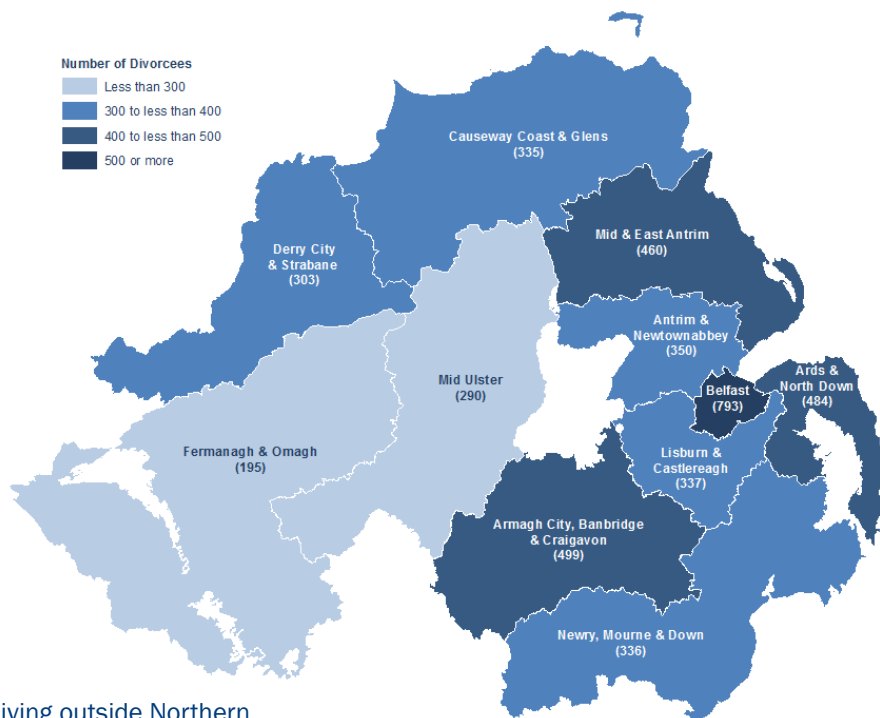 Number of Divorcees
Less than 300
300 to less than 400
400 to less than 500
500 or more
Causeway Coast & Glens
(335)
Derry City
& Strabane
(303)
Mid & East Antrim
(460)
Antrim &
Newtownabbey
(350)
Mid Ulster
(290)
Belfast
(793)
Ards &
North Down
(484)
Fermanagh & Omagh
(195)
Lisburn &
Castlereagh
(337)
Armagh City, Banbridge
& Craigavon
(499)
Newry, Mourne & Down
(336)
iving outside Northern